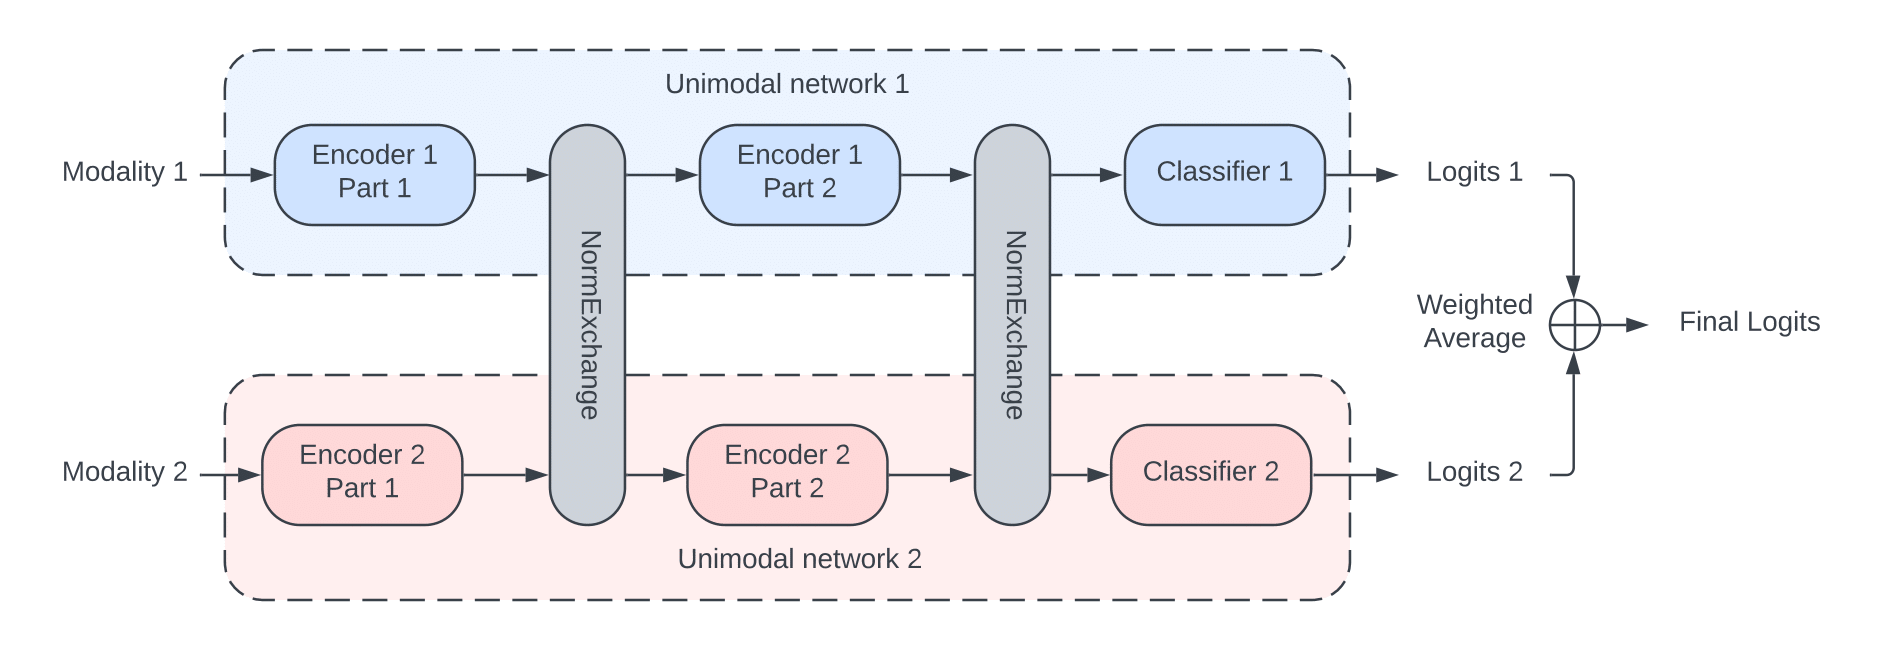 Unimodal network 1
Modality 1
Encoder 1
Part 1
NormExchange
Encoder 1
Part 2
NormExchange
Classifier 1
Logits 1
Weighted
Average
Final Logits
Modality 2
Encoder 2
Part 1
Encoder 2
Part 2
Classifier 2
Logits 2
Unimodal network 2